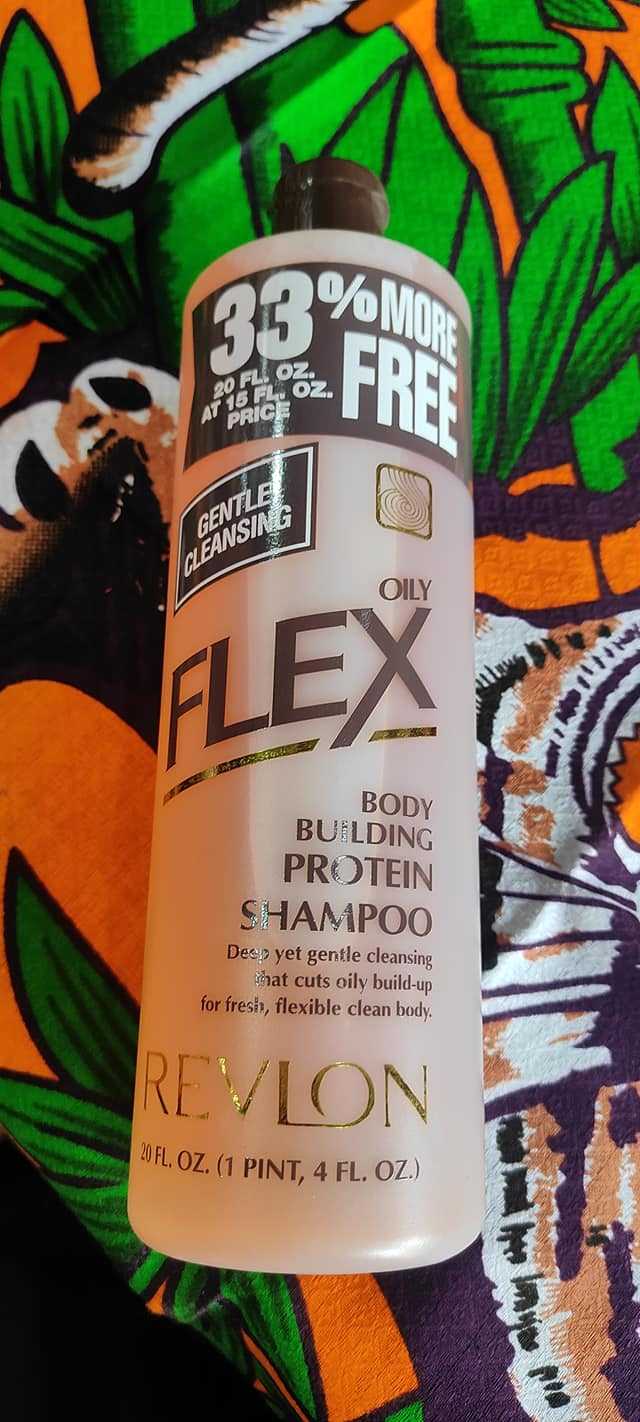 33% MORE
FREE
20 FL. OZ.
AT 15 FL. OZ.
PRICE
GENTLE
CLEANSING
OILY
FLEX
BODY
BUILDING
PROTEIN
SHAMPOO
Deep yet gentle cleansing
that cuts oily build-up
for fresh, flexible clean body.
REVLON
20 FL. OZ. (1 PINT, 4 FL. OZ.)